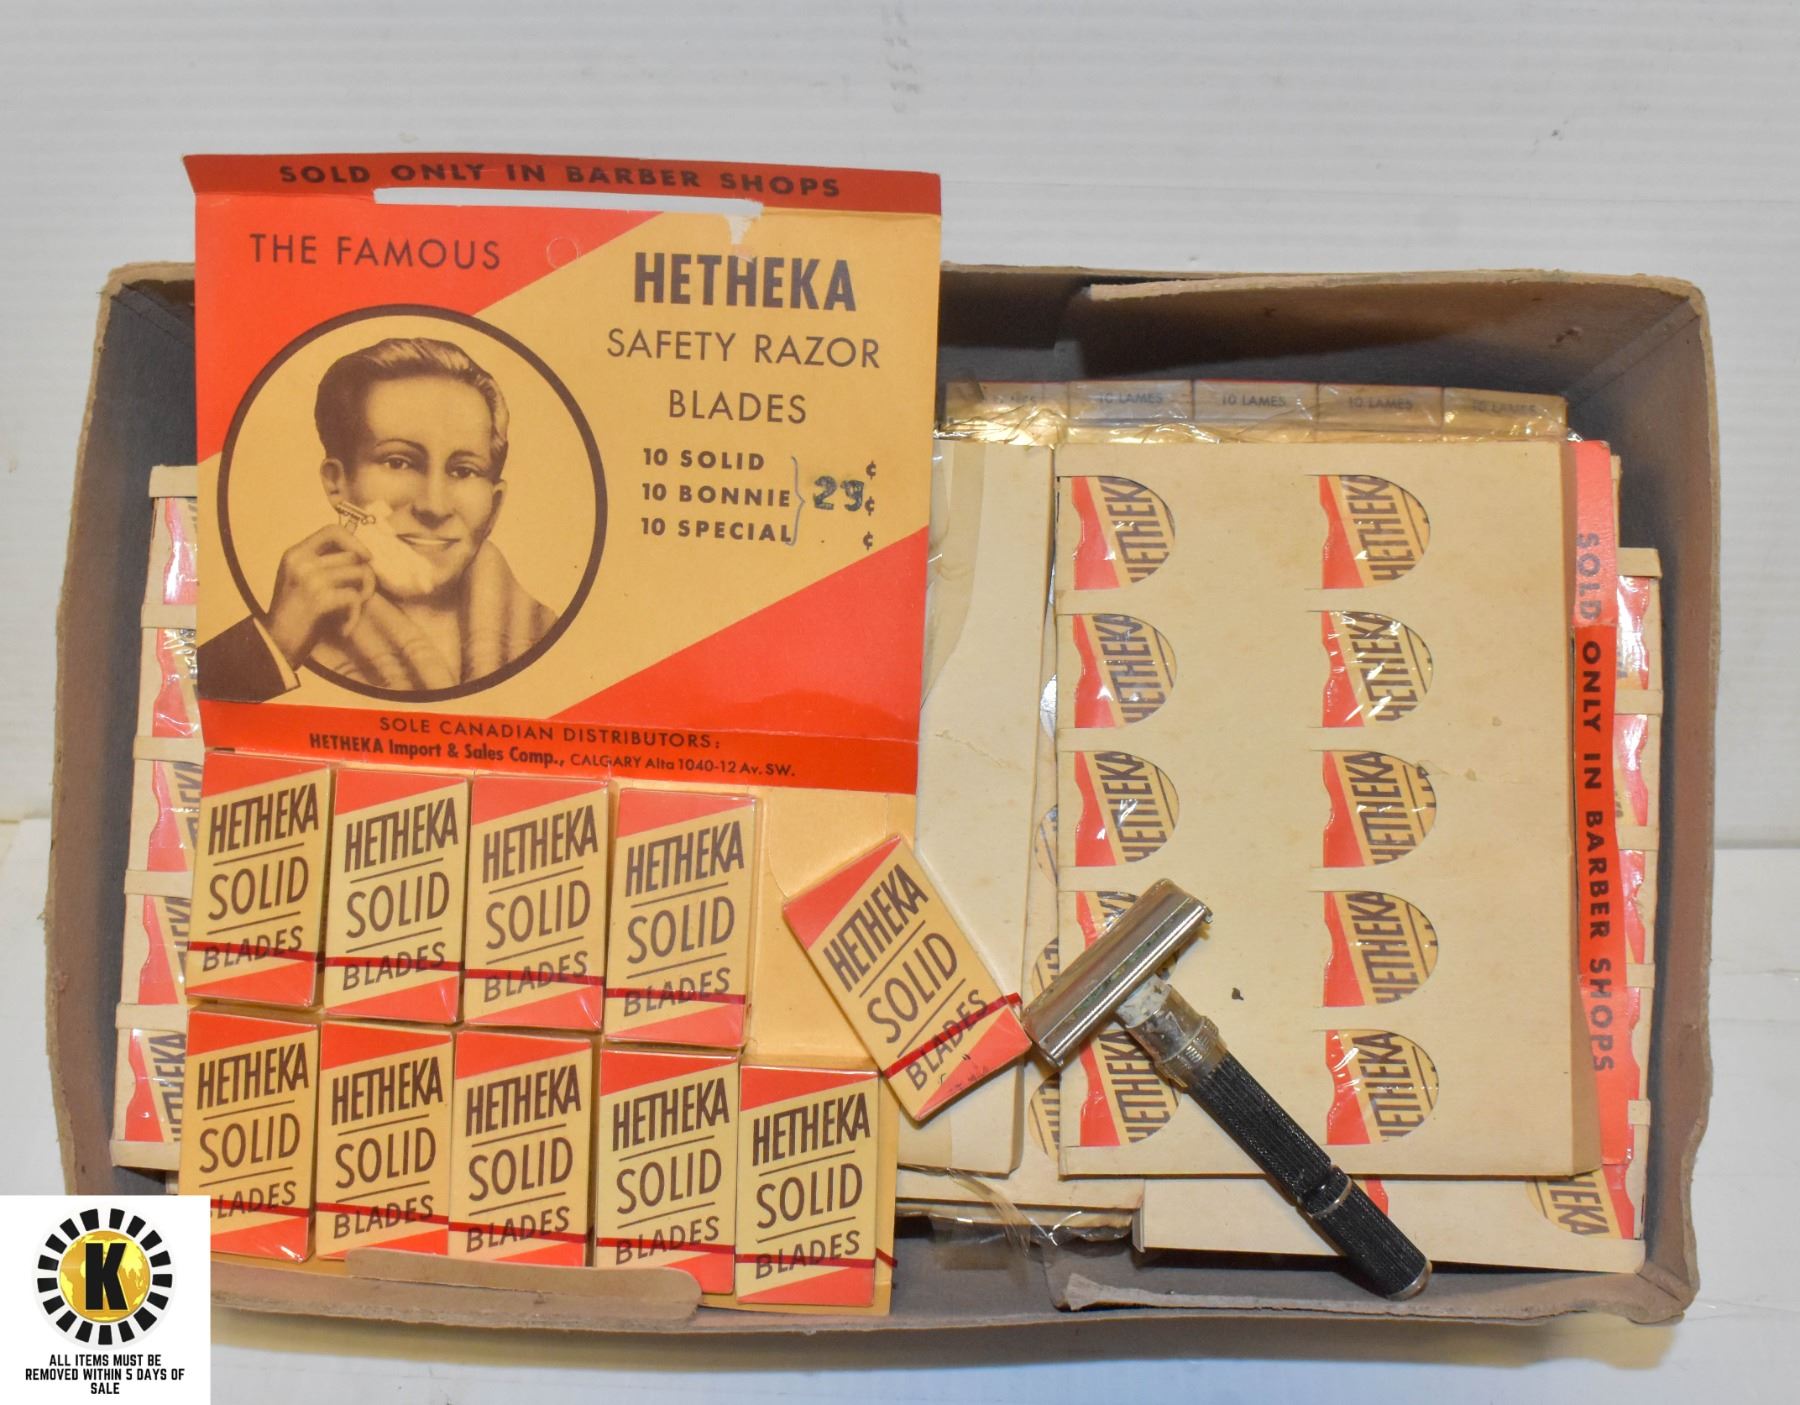 SOLD ONLY IN BARBER SHOPS
THE FAMOUS
HETHEKA
SAFETY RAZOR
BLADES
10 SOLID ¢
10 BONNIE 29 ¢
10 SPECIAL ¢
SOLE CANADIAN DISTRIBUTORS:
HETHEKA Import & Sales Comp., CALGARY Alta 1040-12 Av. SW.
HETHEKA
SOLID
BLADES
HETHEKA
SOLID
BLADES
HETHEKA
SOLID
BLADES
HETHEKA
SOLID
BLADES
HETHEKA
SOLID
BLADES
HETHEKA
SOLID
BLADES
HETHEKA
SOLID
BLADES
HETHEKA
SOLID
BLADES
HETHEKA
SOLID
BLADES
HETHEKA
SOLID
BLADES
10 LAMES 10 LAMES 10 LAMES 10 LAMES
HETHEKA HETHEKA
HETHEKA HETHEKA
HETHEKA HETHEKA
HETHEKA
HETHEKA HETHEKA
SOLD ONLY IN BARBER SHOPS
K
ALL ITEMS MUST BE
REMOVED WITHIN 5 DAYS OF
SALE